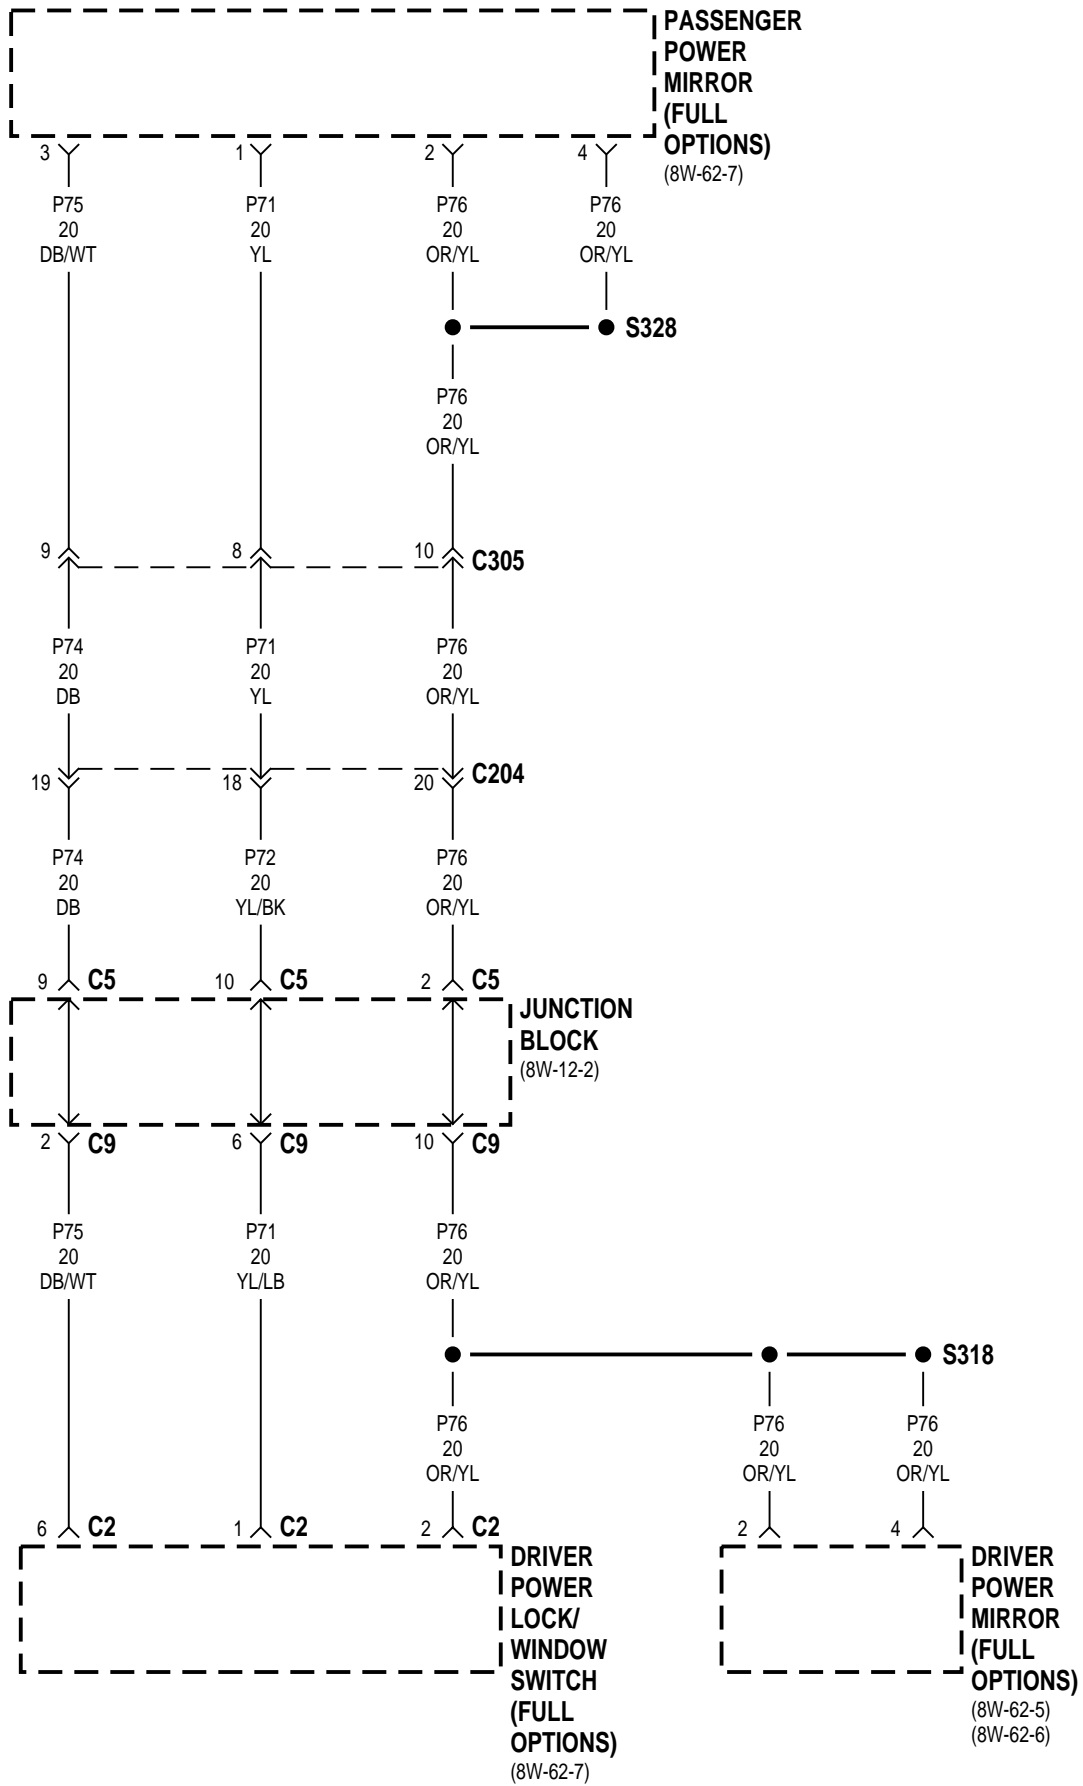 PASSENGER
POWER
MIRROR
(FULL
OPTIONS)
(8W-62-7)
3
1
2
4
P75
20
DB/WT
P71
20
YL
P76
20
OR/YL
P76
20
OR/YL
S328
P76
20
OR/YL
9
8
10
C305
P74
20
DB
P71
20
YL
P76
20
OR/YL
19
18
20
C204
P74
20
DB
P72
20
YL/BK
P76
20
OR/YL
9 C5
10 C5
2 C5
JUNCTION
BLOCK
(8W-12-2)
2 C9
6 C9
10 C9
P75
20
DB/WT
P71
20
YL/LB
P76
20
OR/YL
S318
P76
20
OR/YL
P76
20
OR/YL
P76
20
OR/YL
6 C2
1 C2
2 C2
2
4
DRIVER
POWER
LOCK/
WINDOW
SWITCH
(FULL
OPTIONS)
(8W-62-7)
DRIVER
POWER
MIRROR
(FULL
OPTIONS)
(8W-62-5)
(8W-62-6)